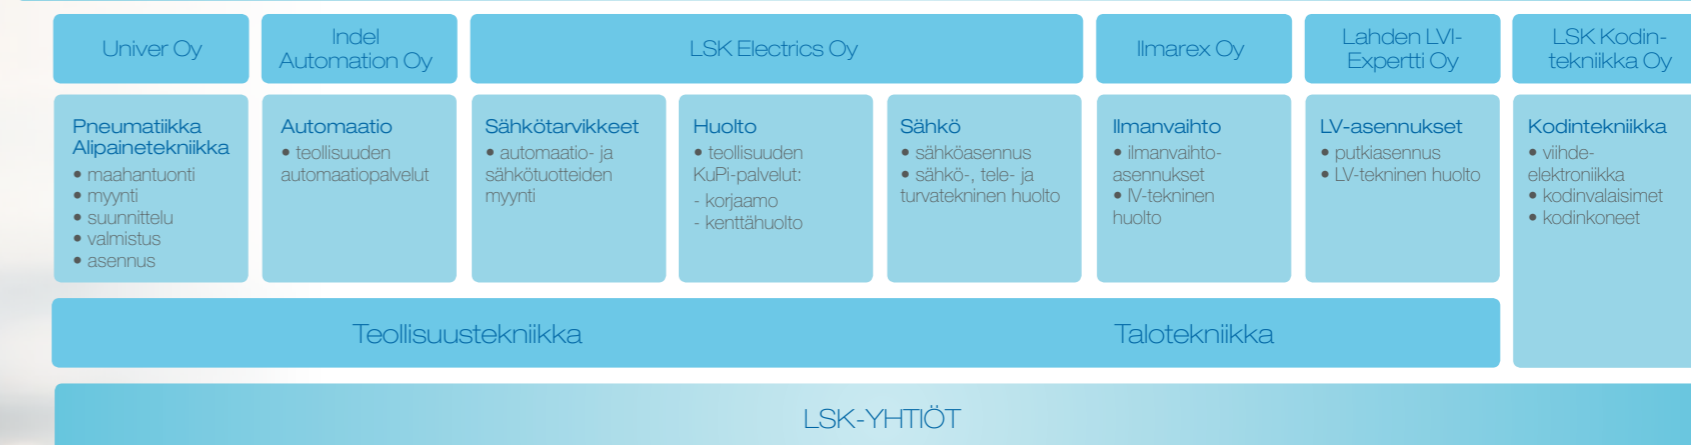 Univer Oy
Indel
Automation Oy
LSK Electrics Oy
Ilmarex Oy
Lahden LVI-
Expertti Oy
LSK Kodin-
tekniikka Oy
Pneumatiikka
Alipainetekniikka
• maahantuonti
• myynti
• suunnittelu
• valmistus
• asennus
Automaatio
• teollisuuden
automaatiopalvelut
Sähkötarvikkeet
• automaatio- ja
sähkötuotteiden
myynti
Huolto
• teollisuuden
KuPi-palvelut:
- korjaamo
- kenttähuolto
Sähkö
• sähköasennus
• sähkö-, tele- ja
turvatekninen huolto
Ilmanvaihto
• ilmanvaihto-
asennukset
• IV-tekninen
huolto
LV-asennukset
• putkiasennus
• LV-tekninen huolto
Kodintekniikka
• viihde-
elektroniikka
• kodinvalaisimet
• kodinkoneet
Teollisuustekniikka
Talotekniikka
LSK-YHTIÖT